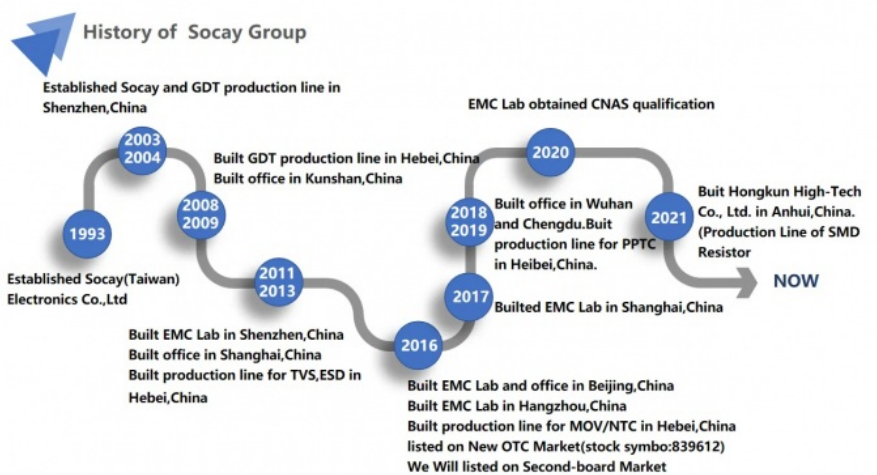 History of Socay Group
Established Socay and GDT production line in
Shenzhen,China
EMC Lab obtained CNAS qualification
2003
2004
Built GDT production line in Hebei,China
Built office in Kunshan,China
2020
Buit Hongkun High-Tech
Co., Ltd. in Anhui,China.
(Production Line of SMD
Resistor
2008
2009
2018
2019
Built office in Wuhan
and Chengdu.Buit
production line for PPTC
in Heibei,China.
2021
1993
Established Socay(Taiwan)
Electronics Co.,Ltd
2011
2013
NOW
2017
Builted EMC Lab in Shanghai,China
Built EMC Lab in Shenzhen,China
Built office in Shanghai,China
Built production line for TVS,ESD in
Hebei,China
2016
Built EMC Lab and office in Beijing,China
Built EMC Lab in Hangzhou,China
Built production line for MOV/NTC in Hebei,China
listed on New OTC Market(stock symbo:839612)
We Will listed on Second-board Market